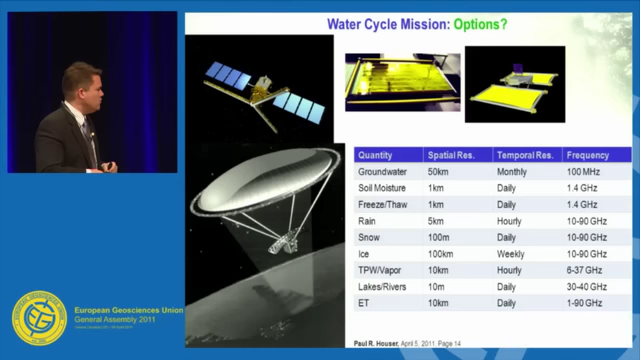 Water Cycle Mission: Options?
Quantity Spatial Res. Temporal Res. Frequency
Groundwater 50km Monthly 100 MHz
Soil Moisture 1km Daily 1.4 GHz
Freeze/Thaw 1km Daily 1.4 GHz
Rain 5km Hourly 10-90 GHz
Snow 100m Daily 10-90 GHz
Ice 100km Weekly 10-90 GHz
TPW/Vapor 10km Hourly 6-37 GHz
Lakes/Rivers 10m Daily 30-40 GHz
ET 10km Daily 1-90 GHz
Paul R. Houser, April 5, 2011, Page 14
European Geosciences Union
General Assembly 2011